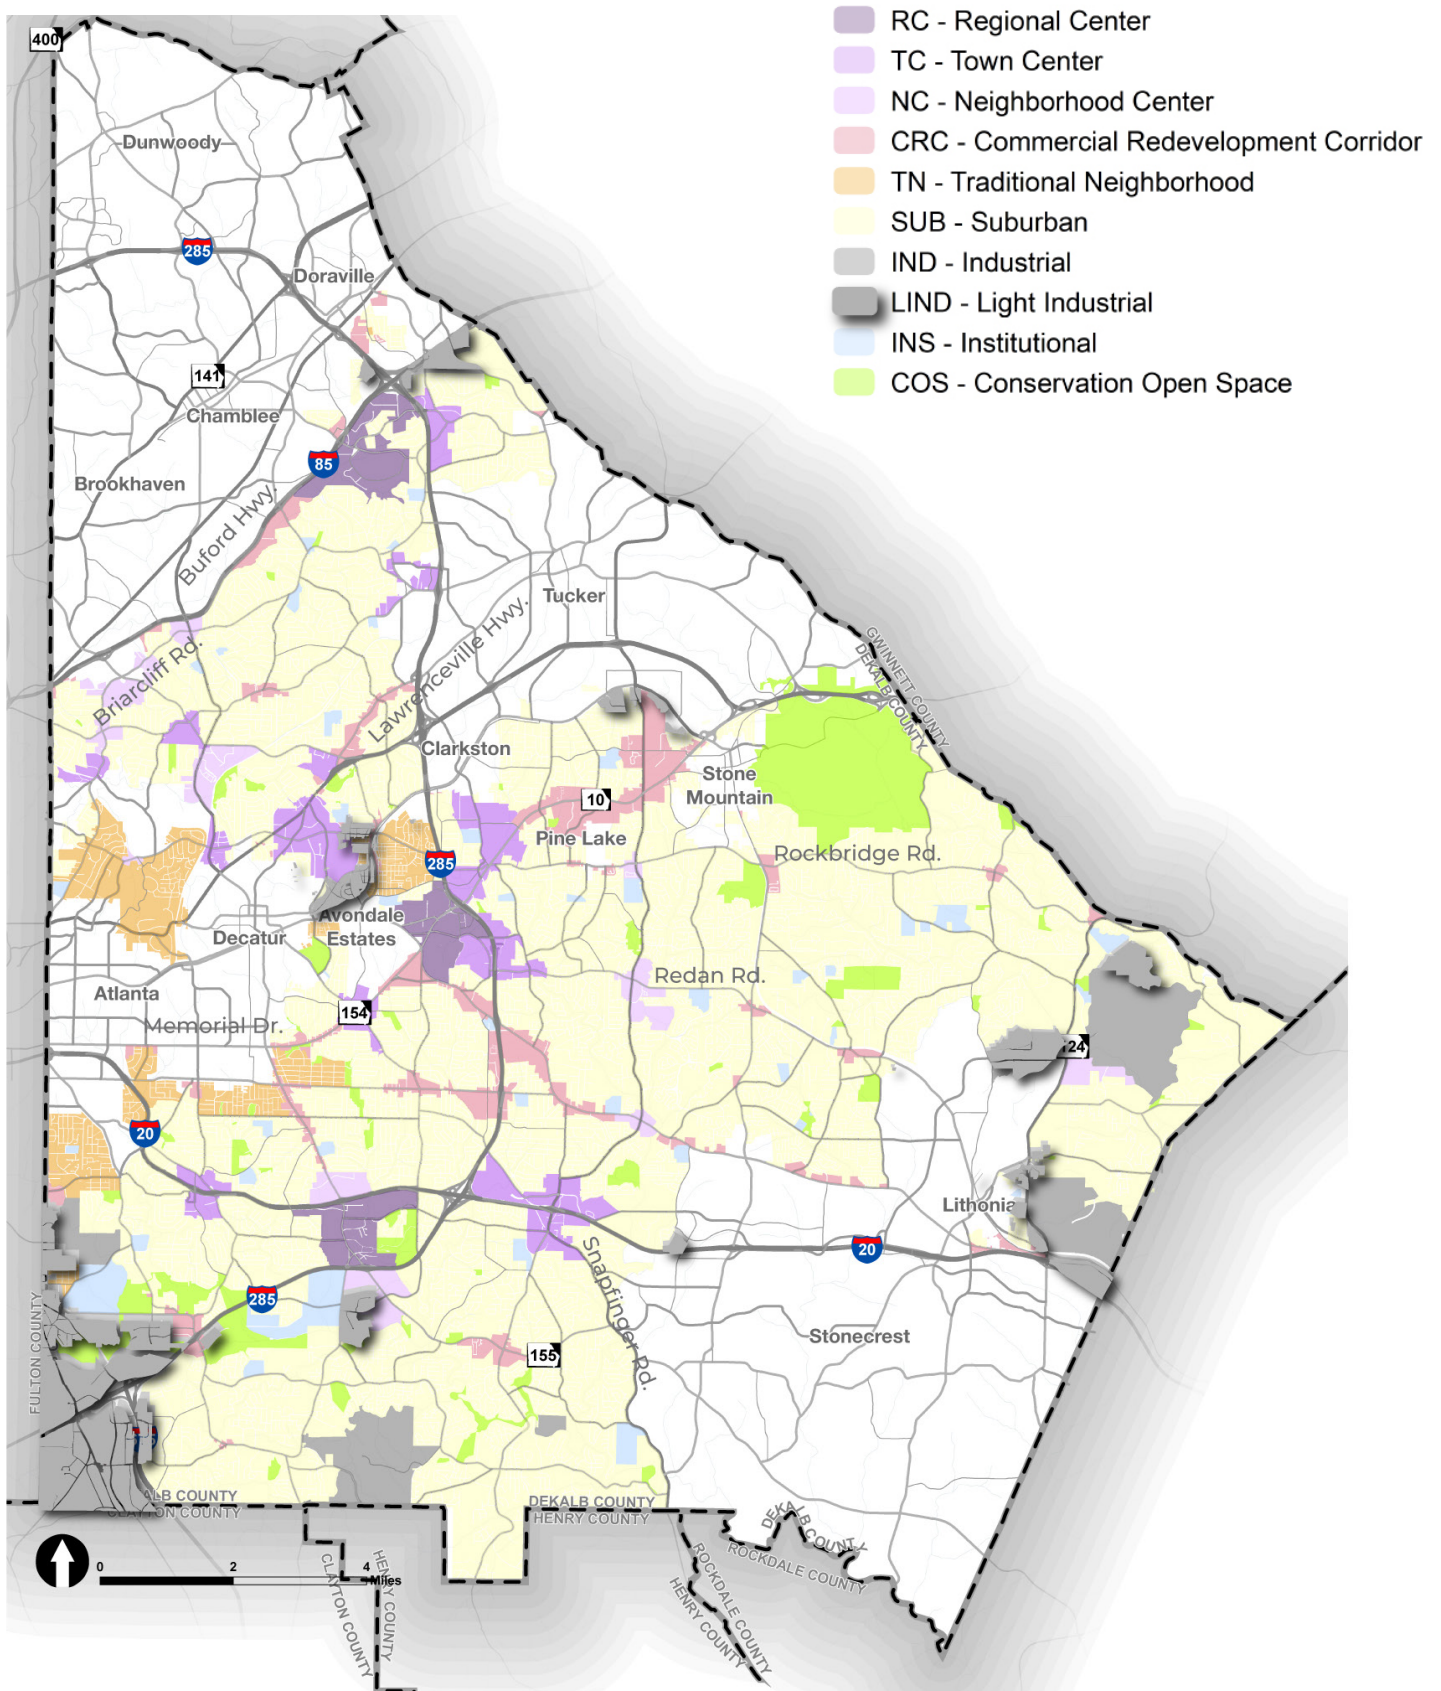 RC - Regional Center
TC - Town Center
NC - Neighborhood Center
CRC - Commercial Redevelopment Corridor
TN - Traditional Neighborhood
SUB - Suburban
IND - Industrial
LIND - Light Industrial
INS - Institutional
COS - Conservation Open Space
400
Dunwoody
285
Doraville
141
Chamblee
85
Brookhaven
Buford Hwy.
Tucker
Lawrenceville Hwy.
Briarcliff Rd.
GWINNETT COUNTY
DEKALB COUNTY
Clarkston
Stone
Mountain
10
Pine Lake
Rockbridge Rd.
285
Avondale
Estates
Decatur
Redan Rd.
Atlanta
154
Memorial Dr.
24
20
Lithonia
20
Snapfinger Rd.
285
Stonecrest
155
FULTON COUNTY
ALB COUNTY
CLAYTON COUNTY
DEKALB COUNTY
HENRY COUNTY
DEKALB COUNTY
ROCKDALE COUNTY
0 2 4
Miles
CLAYTON COUNTY
HENRY COUNTY
ROCKDALE COUNTY
HENRY COUNTY